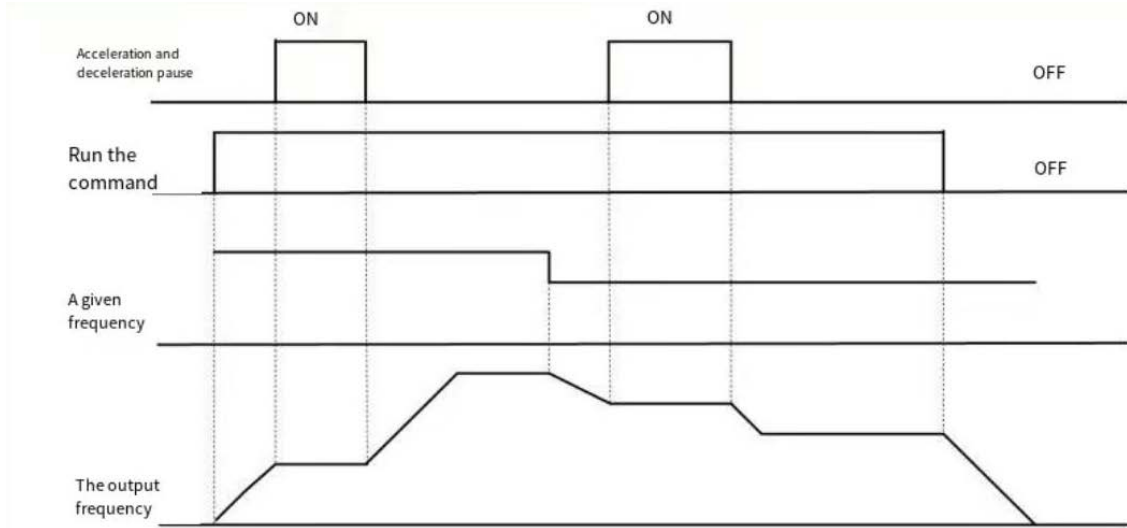 ON
ON
Acceleration and
deceleration pause
OFF
Run the
command
OFF
A given
frequency
The output
frequency